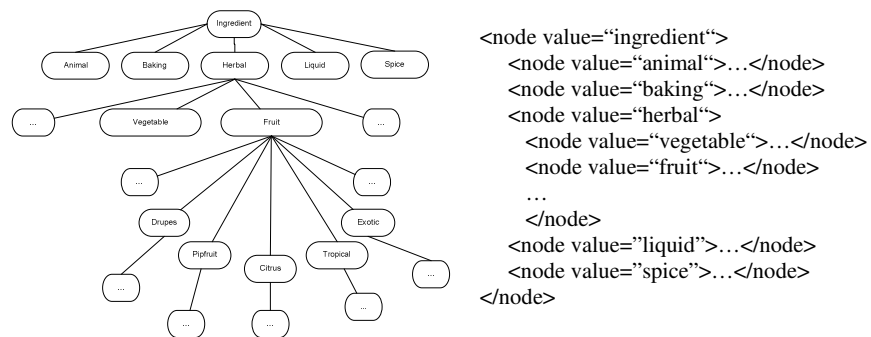 Ingredient
Animal Baking Herbal Liquid Spice
... Vegetable Fruit ...
... ...
Drupes Exotic
Pipfruit Tropical
Citrus
... ...
...
... ...
<node value=“ingredient“>
<node value=“animal“>…</node>
<node value=“baking“>…</node>
<node value=“herbal“>
<node value=“vegetable“>…</node>
<node value=“fruit“>…</node>
…
</node>
<node value=”liquid”>…</node>
<node value=”spice”>…</node>
</node>